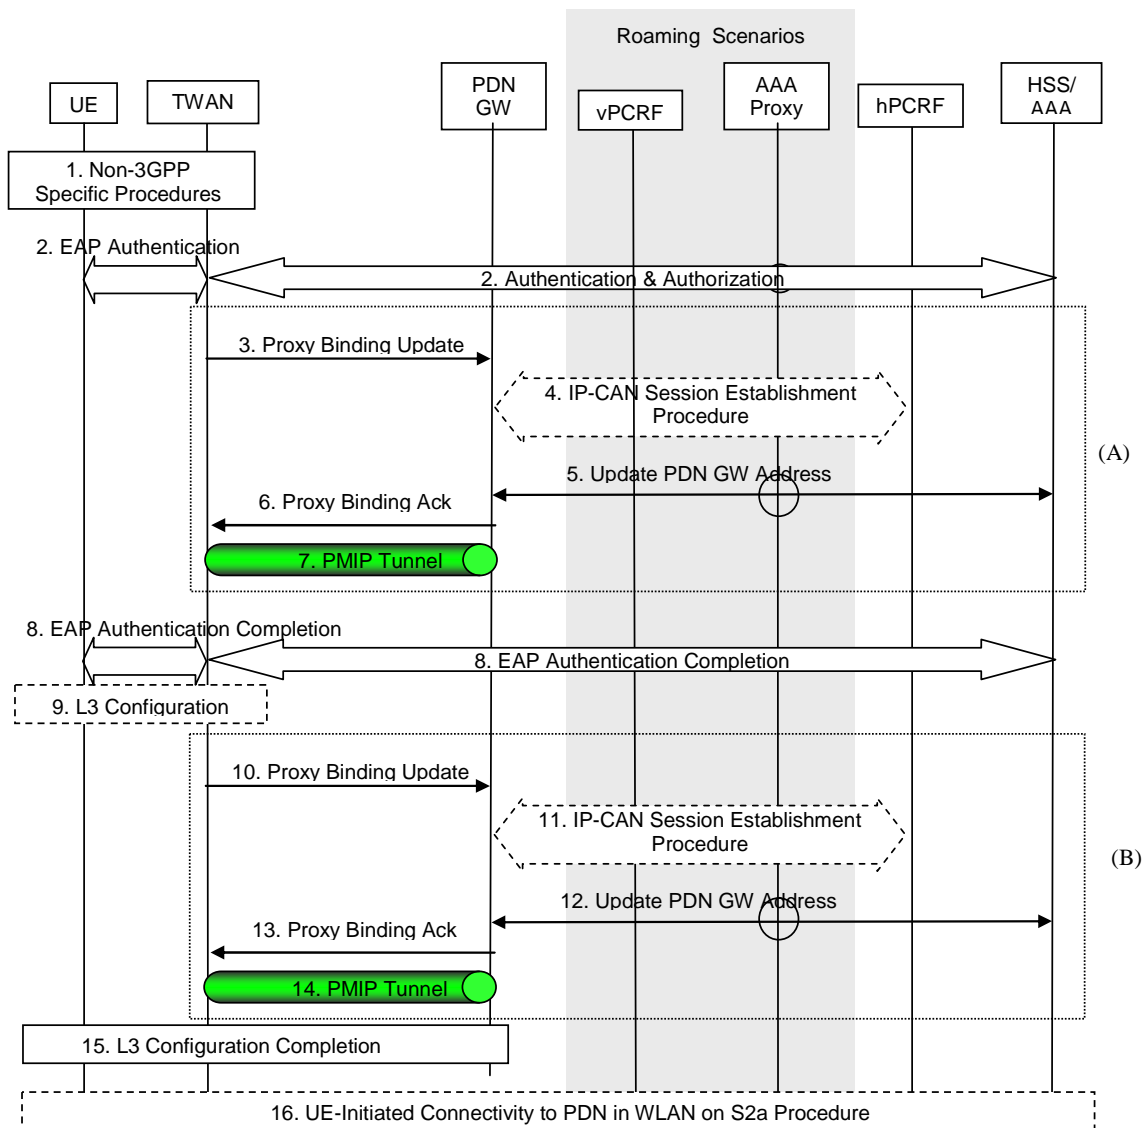 Roaming Scenarios
UE
TWAN
PDN
GW
vPCRF
AAA
Proxy
hPCRF
HSS/
AAA
1. Non-3GPP
Specific Procedures
2. EAP Authentication
2. Authentication & Authorization
3. Proxy Binding Update
4. IP-CAN Session Establishment
Procedure
(A)
5. Update PDN GW Address
6. Proxy Binding Ack
7. PMIP Tunnel
8. EAP Authentication Completion
8. EAP Authentication Completion
9. L3 Configuration
10. Proxy Binding Update
11. IP-CAN Session Establishment
Procedure
(B)
12. Update PDN GW Address
13. Proxy Binding Ack
14. PMIP Tunnel
15. L3 Configuration Completion
16. UE-Initiated Connectivity to PDN in WLAN on S2a Procedure